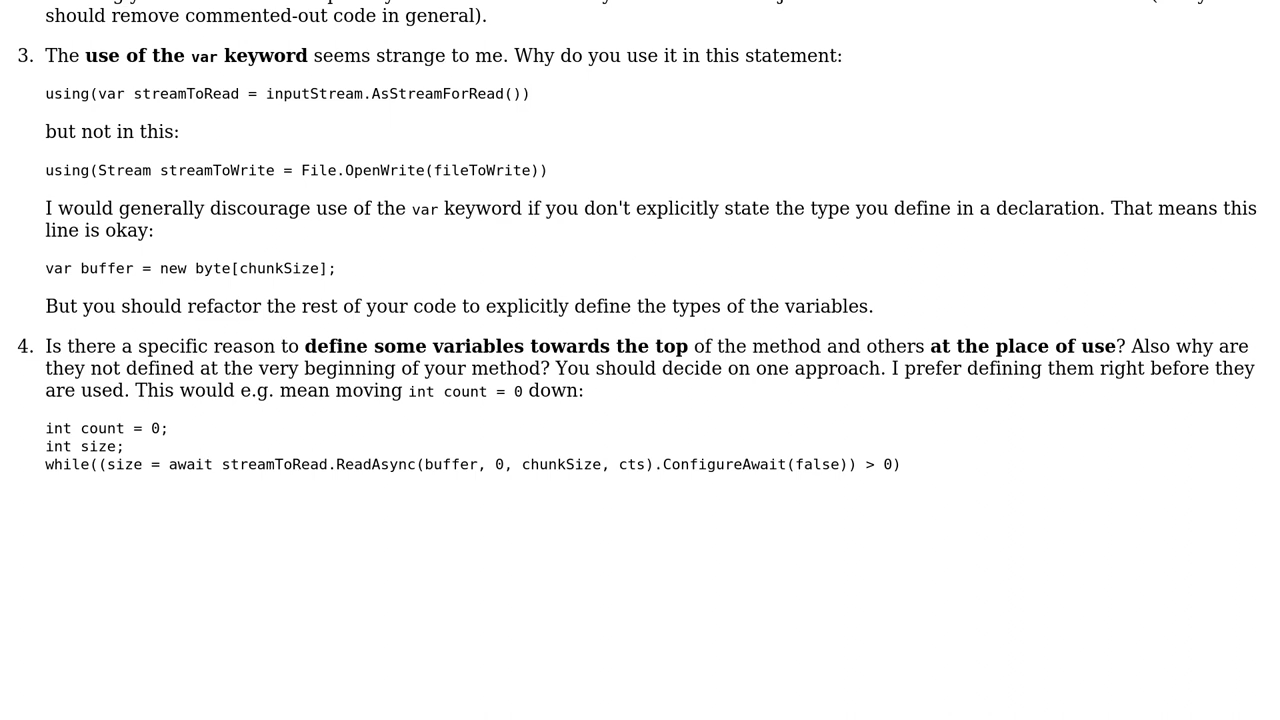 should remove commented-out code in general).
3. The use of the var keyword seems strange to me. Why do you use it in this statement:
using(var streamToRead = inputStream.AsStreamForRead())
but not in this:
using(Stream streamToWrite = File.OpenWrite(fileToWrite))
I would generally discourage use of the var keyword if you don't explicitly state the type you define in a declaration. That means this
line is okay:
var buffer = new byte[chunkSize];
But you should refactor the rest of your code to explicitly define the types of the variables.
4. Is there a specific reason to define some variables towards the top of the method and others at the place of use? Also why are
they not defined at the very beginning of your method? You should decide on one approach. I prefer defining them right before they
are used. This would e.g. mean moving int count = 0 down:
int count = 0;
int size;
while((size = await streamToRead.ReadAsync(buffer, 0, chunkSize, cts).ConfigureAwait(false)) > 0)